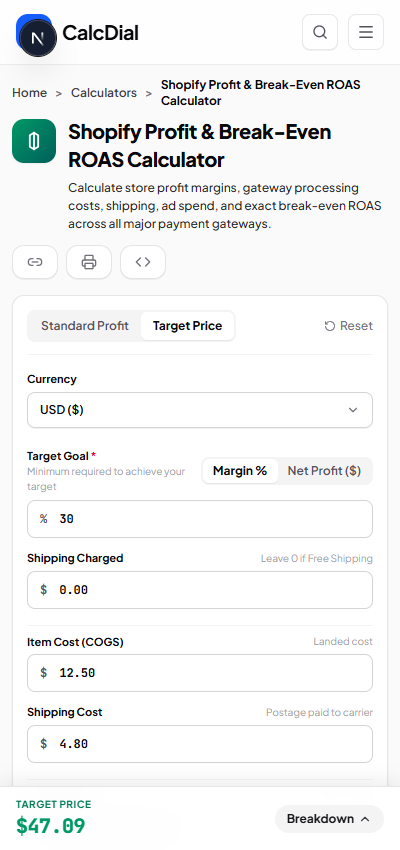 N CalcDial
Home > Calculators > Shopify Profit & Break-Even ROAS
Calculator
Shopify Profit & Break-Even
ROAS Calculator
Calculate store profit margins, gateway processing
costs, shipping, ad spend, and exact break-even ROAS
across all major payment gateways.
Standard Profit Target Price Reset
Currency
USD ($)
Target Goal *
Minimum required to achieve your
target
Margin % Net Profit ($)
% 30
Shipping Charged Leave 0 if Free Shipping
$ 0.00
Item Cost (COGS) Landed cost
$ 12.50
Shipping Cost Postage paid to carrier
$ 4.80
TARGET PRICE
$47.09
Breakdown